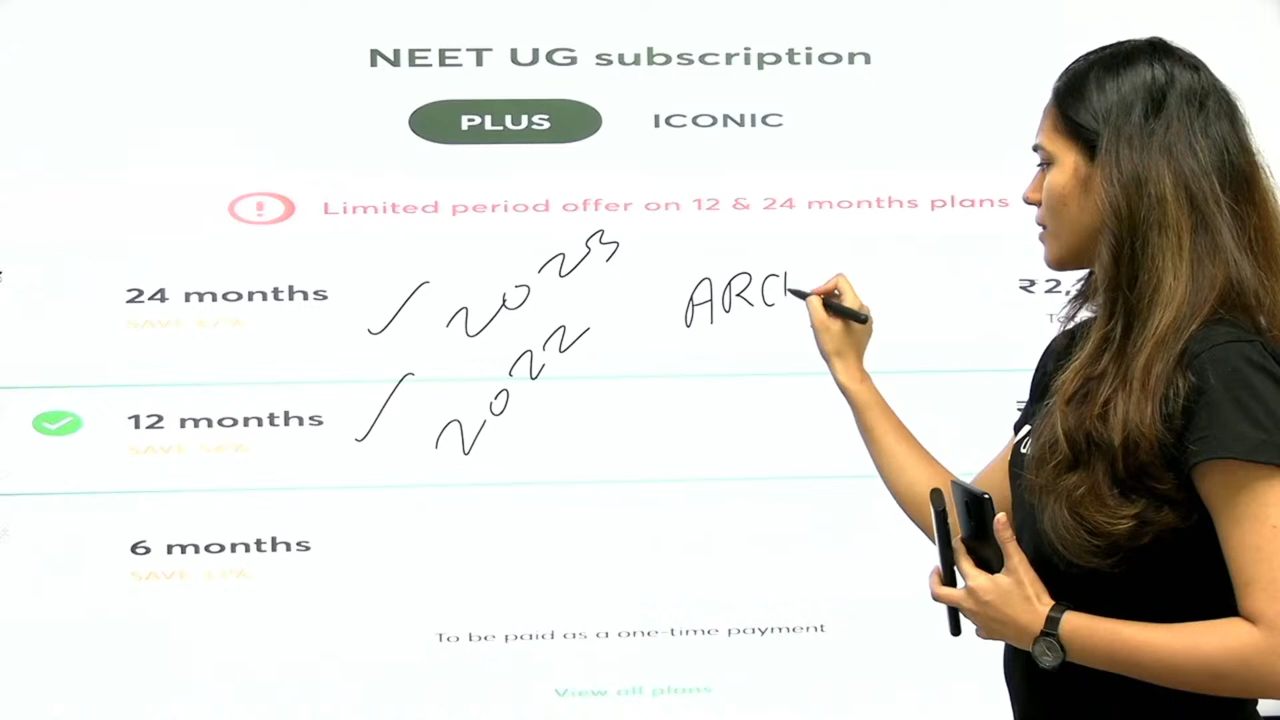 NEET UG subscription
PLUS ICONIC
Limited period offer on 12 & 24 months plans
24 months 2023 ARC ₹2,
12 months 2022 ₹
6 months
To be paid as a one-time payment
View all plans